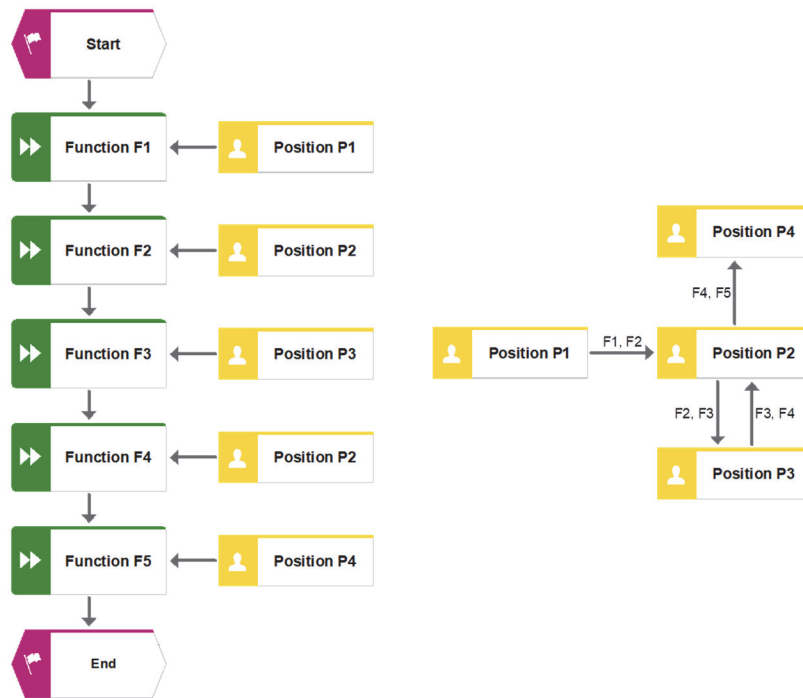 Start
Function F1
Position P1
Function F2
Position P2
Function F3
Position P3
Function F4
Position P2
Function F5
Position P4
End
Position P4
F4, F5
Position P1
F1, F2
Position P2
F2, F3
F3, F4
Position P3